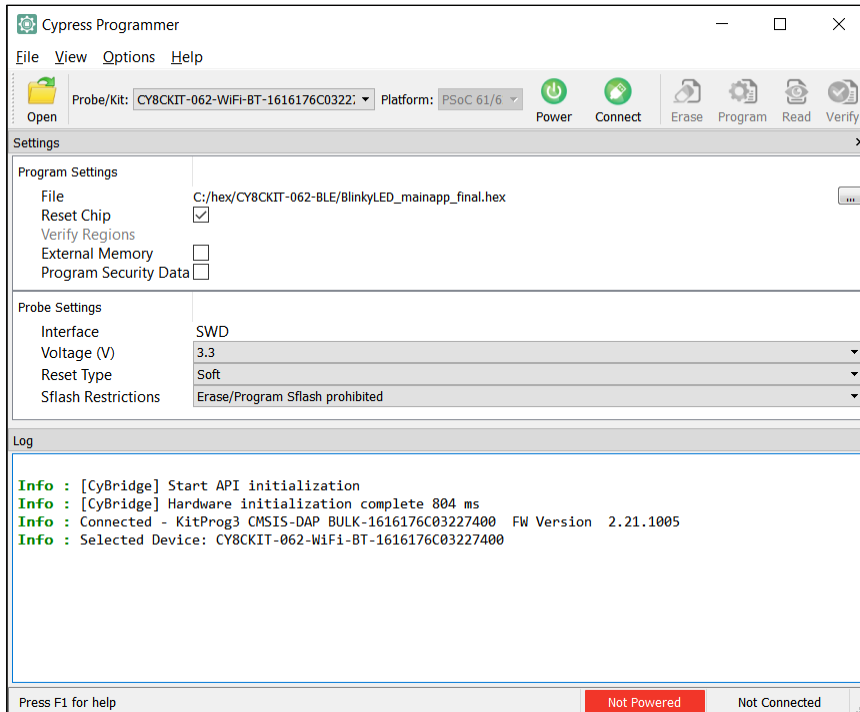 Cypress Programmer
File View Options Help
Open Probe/Kit: CY8CKIT-062-WiFi-BT-1616176C0322: Platform: PSoC 61/6 Power Connect Erase Program Read Verify
Settings
Program Settings
File C:/hex/CY8CKIT-062-BLE/BlinkyLED_mainapp_final.hex ...
Reset Chip
Verify Regions
External Memory
Program Security Data
Probe Settings
Interface SWD
Voltage (V) 3.3
Reset Type Soft
Sflash Restrictions Erase/Program Sflash prohibited
Log
Info : [CyBridge] Start API initialization
Info : [CyBridge] Hardware initialization complete 804 ms
Info : Connected - KitProg3 CMSIS-DAP BULK-1616176C03227400 FW Version 2.21.1005
Info : Selected Device: CY8CKIT-062-WiFi-BT-1616176C03227400
Press F1 for help Not Powered Not Connected